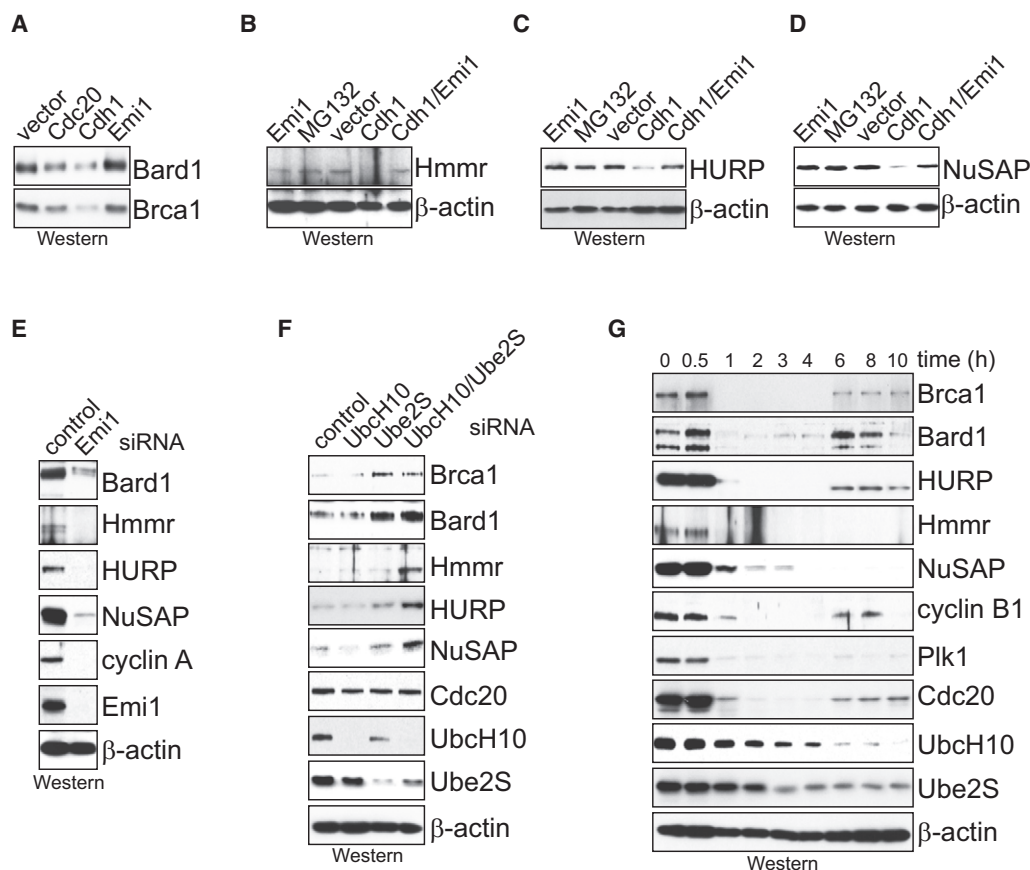 A
vector
Cdc20
Cdh1
Emi1
Bard1
Brca1
Western
B
Emi1
MG132
vector
Cdh1
Cdh1/Emi1
Hmmr
β-actin
Western
C
Emi1
MG132
vector
Cdh1
Cdh1/Emi1
HURP
β-actin
Western
D
Emi1
MG132
vector
Cdh1
Cdh1/Emi1
NuSAP
β-actin
Western
E
control
Emi1
siRNA
Bard1
Hmmr
HURP
NuSAP
cyclin A
Emi1
β-actin
Western
F
control
UbcH10
Ube2S
UbcH10/Ube2S
siRNA
Brca1
Bard1
Hmmr
HURP
NuSAP
Cdc20
UbcH10
Ube2S
β-actin
Western
G
0 0.5 1 2 3 4 6 8 10 time (h)
Brca1
Bard1
HURP
Hmmr
NuSAP
cyclin B1
Plk1
Cdc20
UbcH10
Ube2S
β-actin
Western